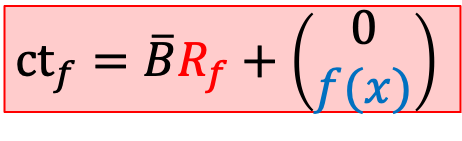 ct_f = B̄R_f + (0
f(x))